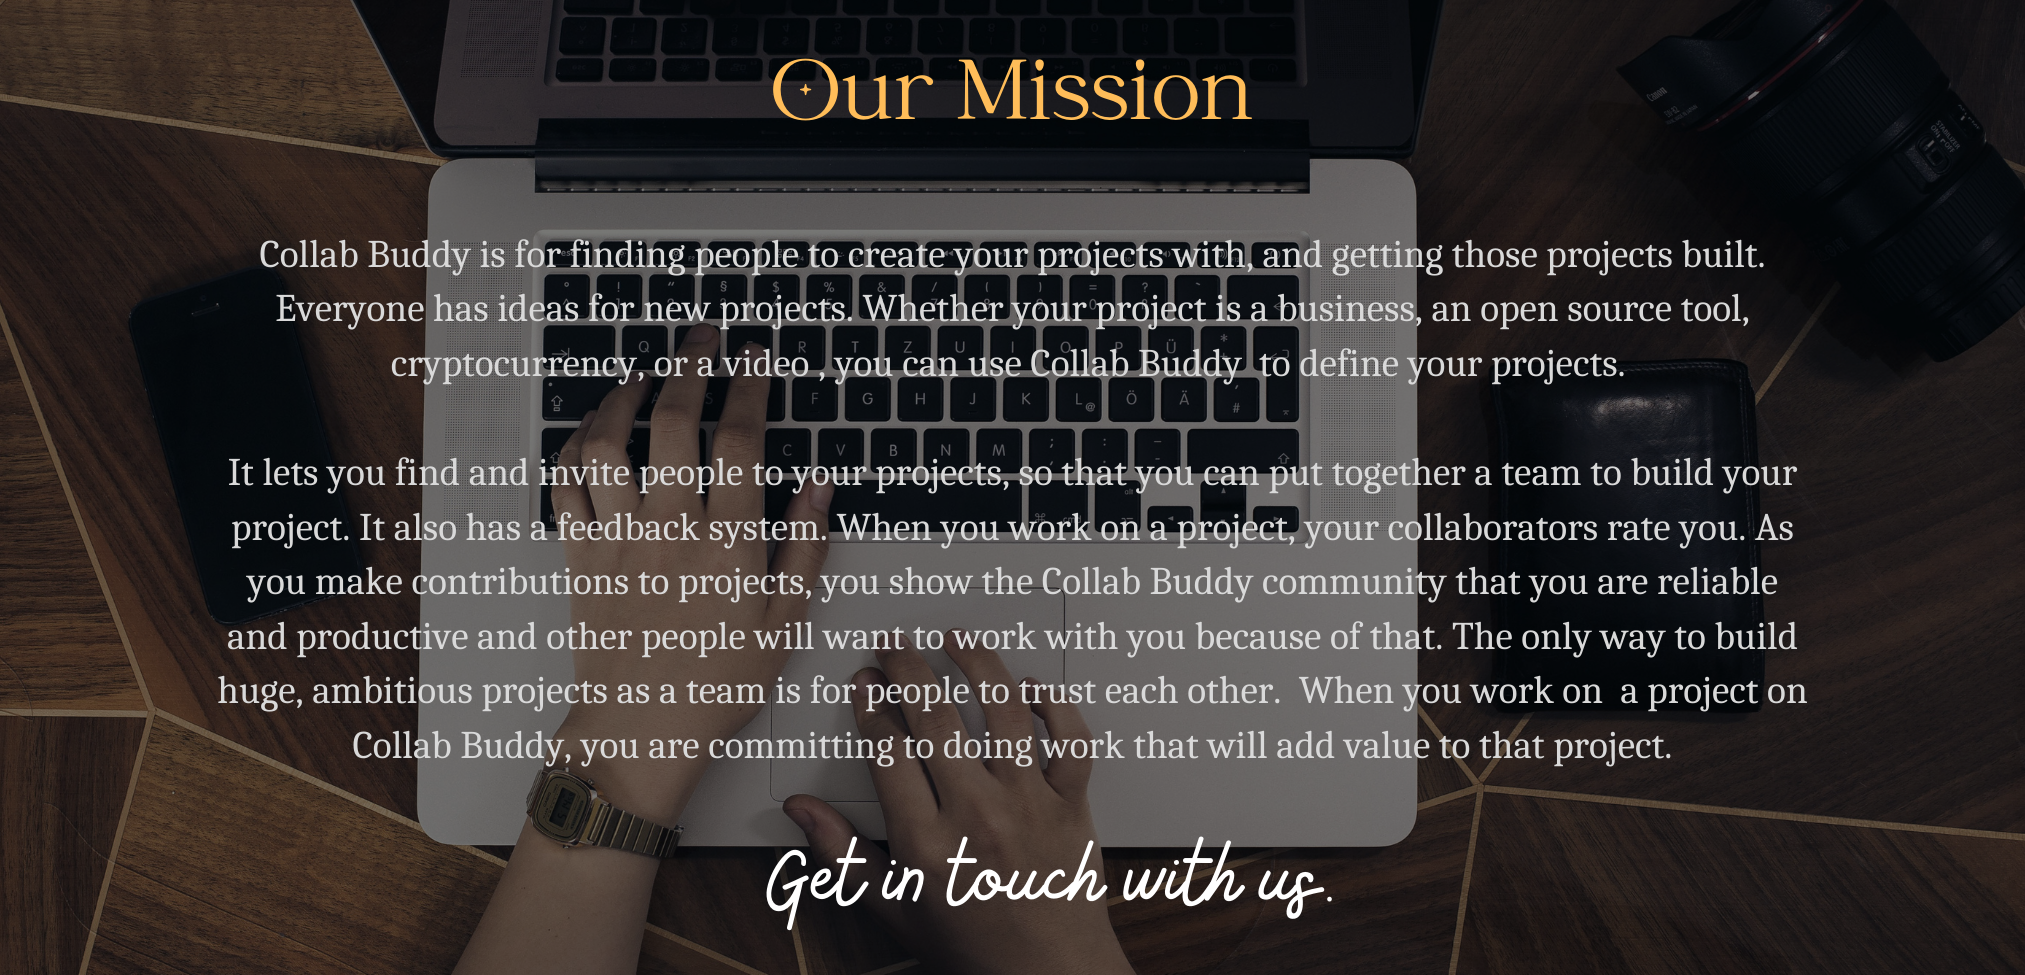 Our Mission
Collab Buddy is for finding people to create your projects with, and getting those projects built.
Everyone has ideas for new projects. Whether your project is a business, an open source tool,
cryptocurrency, or a video , you can use Collab Buddy  to define your projects.
It lets you find and invite people to your projects, so that you can put together a team to build your
project. It also has a feedback system. When you work on a project, your collaborators rate you. As
you make contributions to projects, you show the Collab Buddy community that you are reliable
and productive and other people will want to work with you because of that. The only way to build
huge, ambitious projects as a team is for people to trust each other.  When you work on  a project on
Collab Buddy, you are committing to doing work that will add value to that project.
Get in touch with us.
Canon
STABILIZER